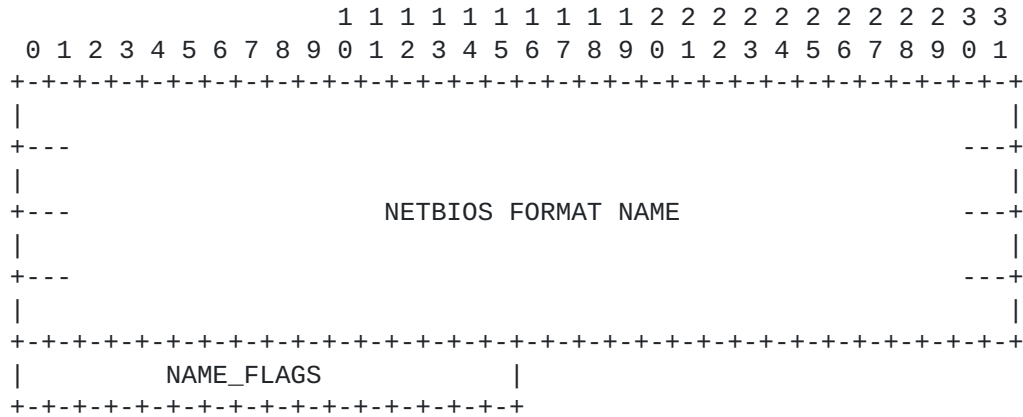 1 1 1 1 1 1 1 1 1 1 2 2 2 2 2 2 2 2 2 2 3 3
 0 1 2 3 4 5 6 7 8 9 0 1 2 3 4 5 6 7 8 9 0 1 2 3 4 5 6 7 8 9 0 1
+-+-+-+-+-+-+-+-+-+-+-+-+-+-+-+-+-+-+-+-+-+-+-+-+-+-+-+-+-+-+-+-+
|                                                               |
+---                                                         ---+
|                                                               |
+---                    NETBIOS FORMAT NAME                  ---+
|                                                               |
+---                                                         ---+
|                                                               |
+-+-+-+-+-+-+-+-+-+-+-+-+-+-+-+-+-+-+-+-+-+-+-+-+-+-+-+-+-+-+-+-+
|         NAME_FLAGS            |
+-+-+-+-+-+-+-+-+-+-+-+-+-+-+-+-+